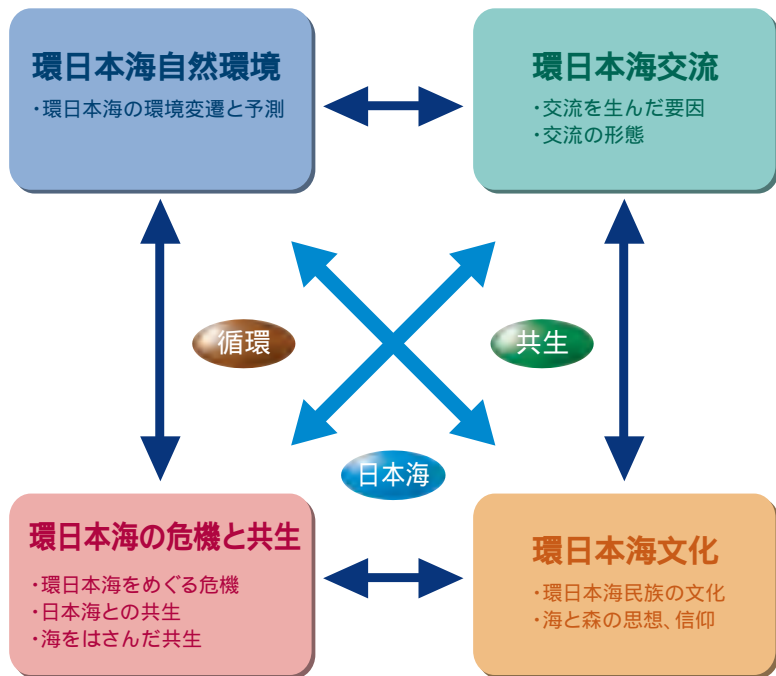 環日本海自然環境
・環日本海の環境変遷と予測
環日本海交流
・交流を生んだ要因
・交流の形態
循環
共生
日本海
環日本海の危機と共生
・環日本海をめぐる危機
・日本海との共生
・海をはさんだ共生
環日本海文化
・環日本海民族の文化
・海と森の思想、信仰